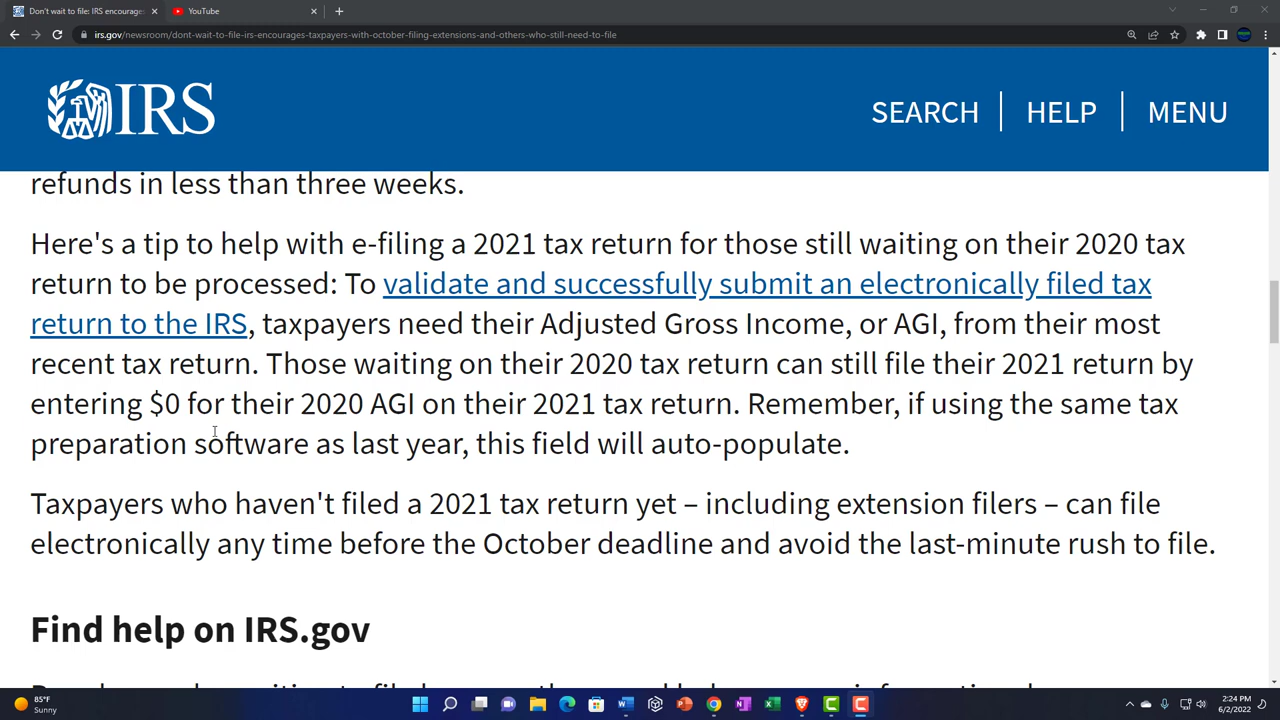 Don't wait to file: IRS encourages
YouTube
irs.gov/newsroom/dont-wait-to-file-irs-encourages-taxpayers-with-october-filing-extensions-and-others-who-still-need-to-file
IRS
SEARCH
HELP
MENU
refunds in less than three weeks.
Here's a tip to help with e-filing a 2021 tax return for those still waiting on their 2020 tax
return to be processed: To validate and successfully submit an electronically filed tax
return to the IRS, taxpayers need their Adjusted Gross Income, or AGI, from their most
recent tax return. Those waiting on their 2020 tax return can still file their 2021 return by
entering $0 for their 2020 AGI on their 2021 tax return. Remember, if using the same tax
preparation software as last year, this field will auto-populate.
Taxpayers who haven't filed a 2021 tax return yet – including extension filers – can file
electronically any time before the October deadline and avoid the last-minute rush to file.
Find help on IRS.gov
85°F
Sunny
2:24 PM
6/2/2022